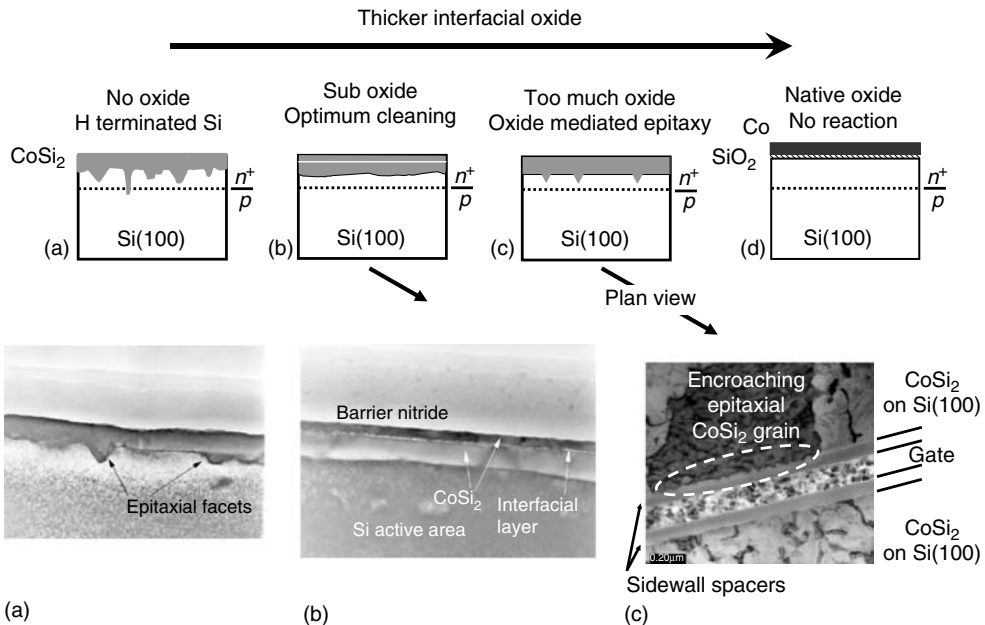 Thicker interfacial oxide
No oxide
H terminated Si
Sub oxide
Optimum cleaning
Too much oxide
Oxide mediated epitaxy
Native oxide
No reaction
CoSi2
n+
p
Si(100)
(a)
n+
p
Si(100)
(b)
n+
p
Si(100)
(c)
Co
SiO2
n+
p
Si(100)
(d)
Plan view
Epitaxial facets
(a)
Barrier nitride
CoSi2
Interfacial
layer
Si active area
(b)
Encroaching
epitaxial
CoSi2 grain
CoSi2
on Si(100)
Gate
CoSi2
on Si(100)
0.20μm
Sidewall spacers
(c)